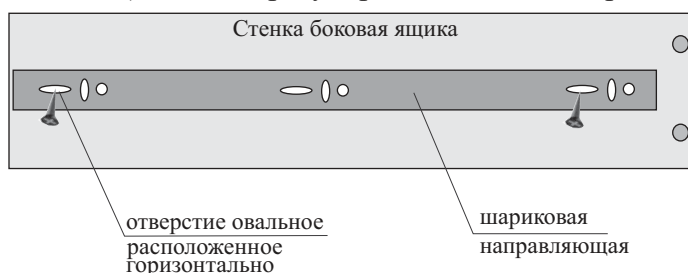 Стенка боковая ящика
отверстие овальное
расположенное
горизонтально
шариковая
направляющая